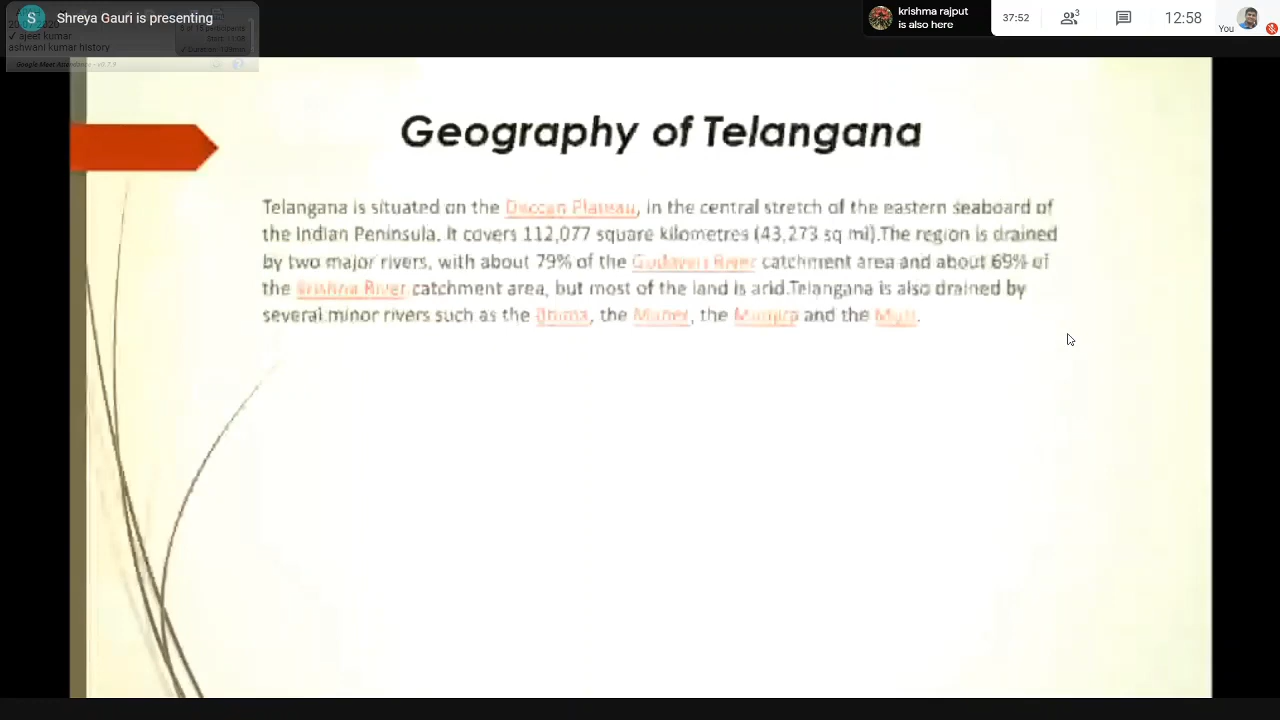 S Shreya Gauri is presenting
✓ ajeet kumar
ashwani kumar history
krishma rajput
is also here
37:52
3
12:58
You
Geography of Telangana
Telangana is situated on the Deccan Plateau, in the central stretch of the eastern seaboard of
the Indian Peninsula. It covers 112,077 square kilometres (43,273 sq mi).The region is drained
by two major rivers, with about 79% of the Godavari River catchment area and about 69% of
the Krishna River catchment area, but most of the land is arid.Telangana is also drained by
several minor rivers such as the Bhima, the Maner, the Manjira and the Musi.